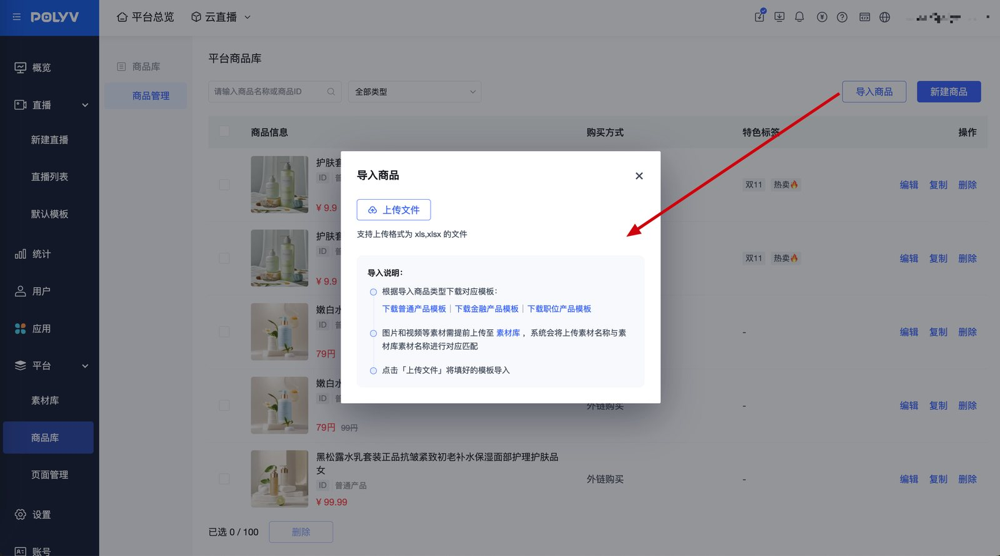 POLYV
平台总览
云直播
概览
直播
新建直播
直播列表
默认模板
统计
用户
应用
平台
素材库
商品库
页面管理
设置
账号
商品库
商品管理
平台商品库
请输入商品名称或商品ID
全部类型
导入商品
新建商品
商品信息
购买方式
特色标签
操作
护肤套
ID
¥ 9.9
双11 热卖🔥
编辑 复制 删除
护肤套
ID
¥ 9.9
双11 热卖🔥
编辑 复制 删除
嫩白水
ID
79円
-
编辑 复制 删除
嫩白水
ID
79円 99円
外链购买
-
编辑 复制 删除
黑松露水乳套装正品抗皱紧致初老补水保湿面部护理护肤品
女
ID 普通产品
¥ 99.99
外链购买
-
编辑 复制 删除
已选 0 / 100
删除
导入商品
上传文件
支持上传格式为 xls,xlsx 的文件
导入说明：
根据导入商品类型下载对应模板：
下载普通产品模板 | 下载金融产品模板 | 下载职位产品模板
图片和视频等素材需提前上传至 素材库 ，系统会将上传素材名称与素
材库素材名称进行对应匹配
点击「上传文件」将填好的模板导入